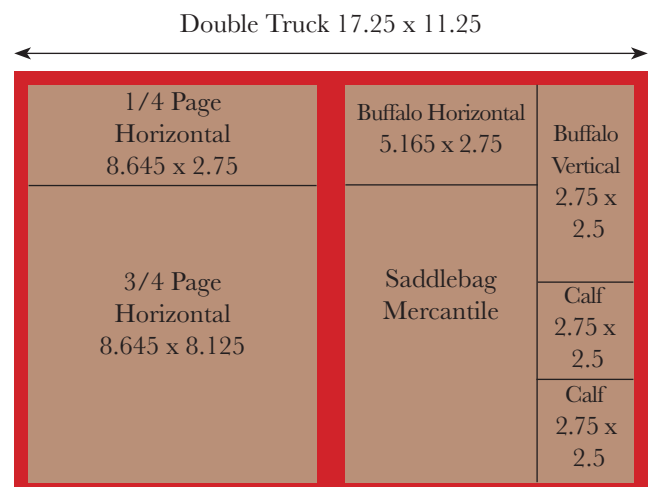 Double Truck 17.25 x 11.25
1/4 Page
Horizontal
8.645 x 2.75
3/4 Page
Horizontal
8.645 x 8.125
Buffalo Horizontal
5.165 x 2.75
Saddlebag
Mercantile
Buffalo
Vertical
2.75 x
2.5
Calf
2.75 x
2.5
Calf
2.75 x
2.5